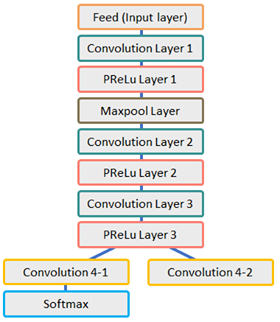 Feed (Input layer)
Convolution Layer 1
PReLu Layer 1
Maxpool Layer
Convolution Layer 2
PReLu Layer 2
Convolution Layer 3
PReLu Layer 3
Convolution 4-1
Convolution 4-2
Softmax